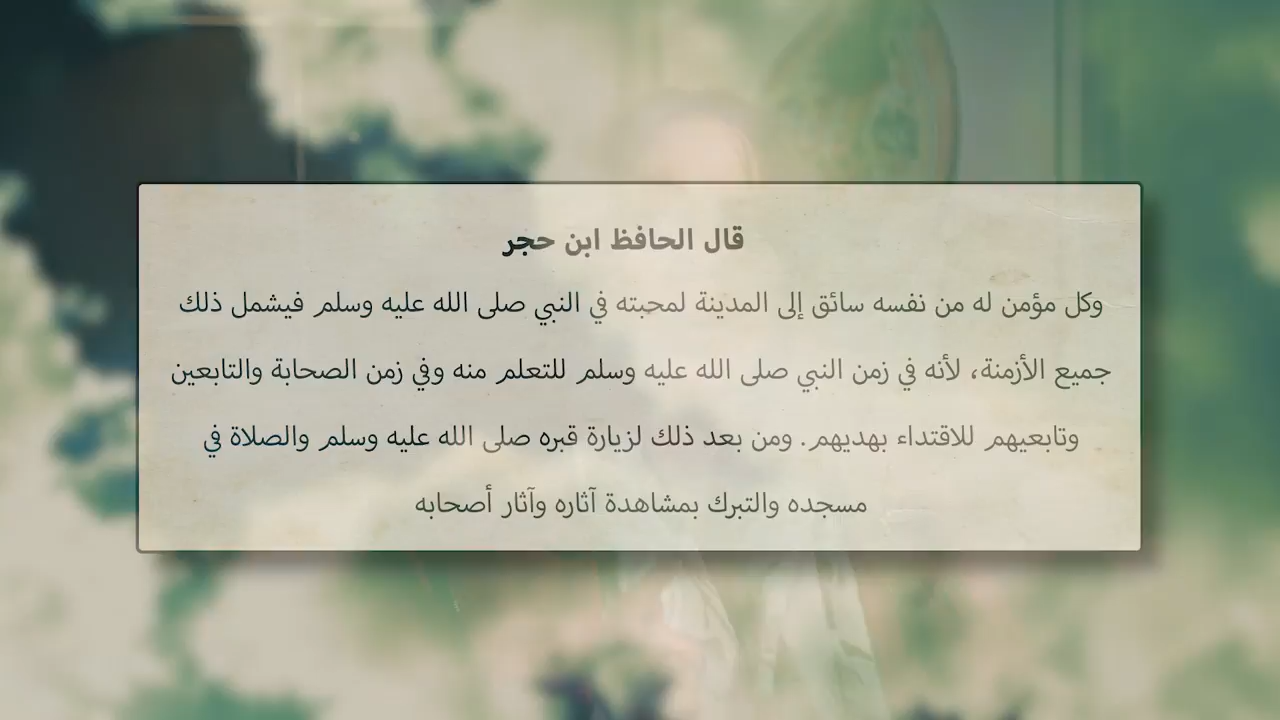 قال الحافظ ابن حجر
وكل مؤمن له من نفسه سائق إلى المدينة لمحبته في النبي صلى الله عليه وسلم فيشمل ذلك
جميع الأزمنة، لأنه في زمن النبي صلى الله عليه وسلم للتعلم منه وفي زمن الصحابة والتابعين
وتابعيهم للاقتداء بهديهم. ومن بعد ذلك لزيارة قبره صلى الله عليه وسلم والصلاة في
مسجده والتبرك بمشاهدة آثاره وآثار أصحابه